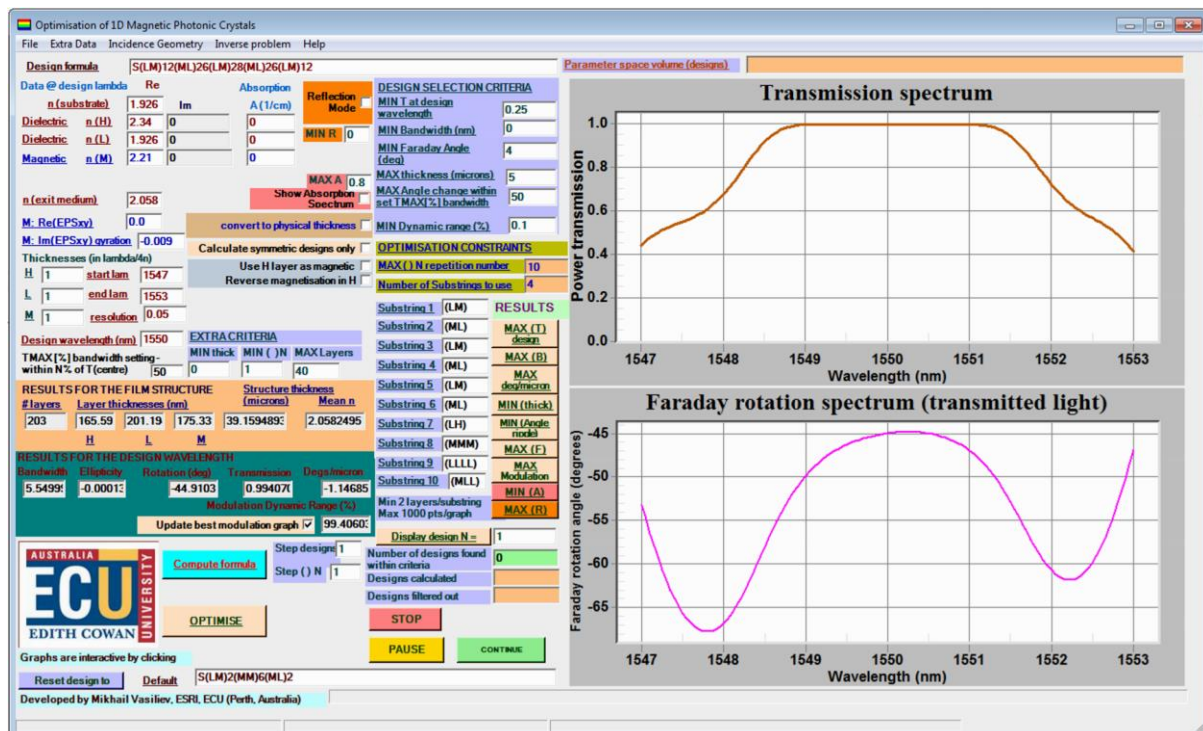 Optimisation of 1D Magnetic Photonic Crystals
File Extra Data Incidence Geometry Inverse problem Help
Design formula S(LM)12(ML)26(LM)28(ML)26(LM)12
Parameter space volume (designs)
Data @ design lambda Re Absorption
n (substrate) 1.926 Im A (1/cm)
Dielectric n (H) 2.34 0 0
Dielectric n (L) 1.926 0 0
Magnetic n (M) 2.21 0 0
Reflection Mode
MIN R 0
MAX A 0.8
Show Absorption Spectrum
n (exit medium) 2.058
M: Re(EPSxy) 0.0
convert to physical thickness
M: Im(EPSxy) gyration -0.009
Calculate symmetric designs only
Thicknesses (in lambda/4n)
Use H layer as magnetic
Reverse magnetisation in H
H 1 start lam 1547
L 1 end lam 1553
M 1 resolution 0.05
Design wavelength (nm) 1550
EXTRA CRITERIA
MIN thick MIN ( )N MAX Layers
0 1 40
TMAX [%] bandwidth setting -
within N% of T(centre) 50
RESULTS FOR THE FILM STRUCTURE
Structure thickness (microns)
# layers Layer thicknesses (nm) Mean n
203 165.59 201.19 175.33 39.1594893 2.0582495
H L M
RESULTS FOR THE DESIGN WAVELENGTH
Bandwidth Ellipticity Rotation (deg) Transmission Degs/micron
5.5499 -0.00013 -44.9103 0.994070 -1.14685
Modulation Dynamic Range (%)
Update best modulation graph 99.40603
DESIGN SELECTION CRITERIA
MIN T at design wavelength 0.25
MIN Bandwidth (nm) 0
MIN Faraday Angle (deg) 4
MAX thickness (microns) 5
MAX Angle change within set TMAX[%] bandwidth 50
MIN Dynamic range (%) 0.1
OPTIMISATION CONSTRAINTS
MAX ( ) N repetition number 10
Number of Substrings to use 4
Substring 1 (LM)
Substring 2 (ML)
Substring 3 (LM)
Substring 4 (ML)
Substring 5 (LM)
Substring 6 (ML)
Substring 7 (LH)
Substring 8 (MMM)
Substring 9 (LLLL)
Substring 10 (MLL)
RESULTS
MAX (T) design
MAX (B)
MAX deg/micron
MIN (thick)
MIN (Angle node)
MAX (F)
MAX Modulation
MIN (A)
MAX (R)
Min 2 layers/substring
Max 1000 pts/graph
Display design N = 1
Number of designs found within criteria 0
Designs calculated
Designs filtered out
AUSTRALIA
ECU
EDITH COWAN
UNIVERSITY
Compute formula
Step designs 1
Step ( ) N 1
OPTIMISE
STOP
PAUSE CONTINUE
Graphs are interactive by clicking
Reset design to Default S(LM)2(MM)6(ML)2
Developed by Mikhail Vasiliev, ESRI, ECU (Perth, Australia)
Transmission spectrum
Power transmission
1.0
0.8
0.6
0.4
0.2
0.0
1547 1548 1549 1550 1551 1552 1553
Wavelength (nm)
Faraday rotation spectrum (transmitted light)
Faraday rotation angle (degrees)
-45
-50
-55
-60
-65
1547 1548 1549 1550 1551 1552 1553
Wavelength (nm)